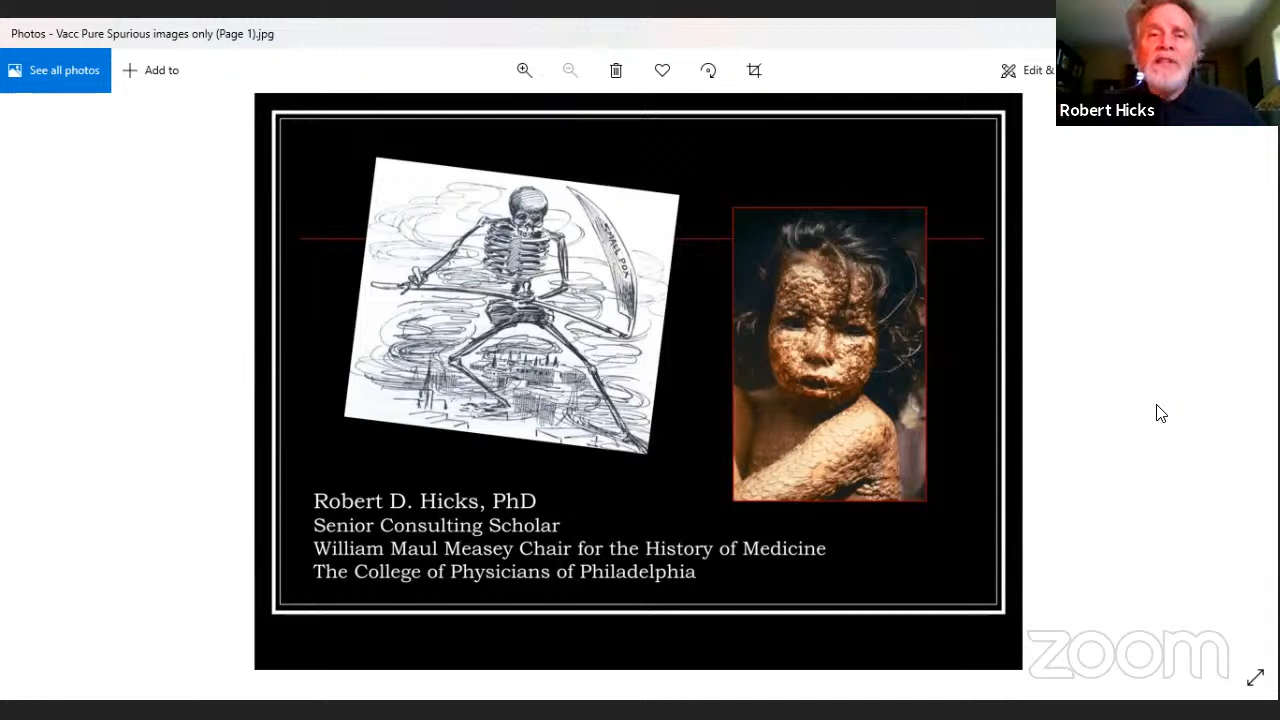 Photos - Vacc Pure Spurious images only (Page 1).jpg
See all photos
Add to
Edit &
Robert Hicks
SMALL POX
Robert D. Hicks, PhD
Senior Consulting Scholar
William Maul Measey Chair for the History of Medicine
The College of Physicians of Philadelphia
zoom